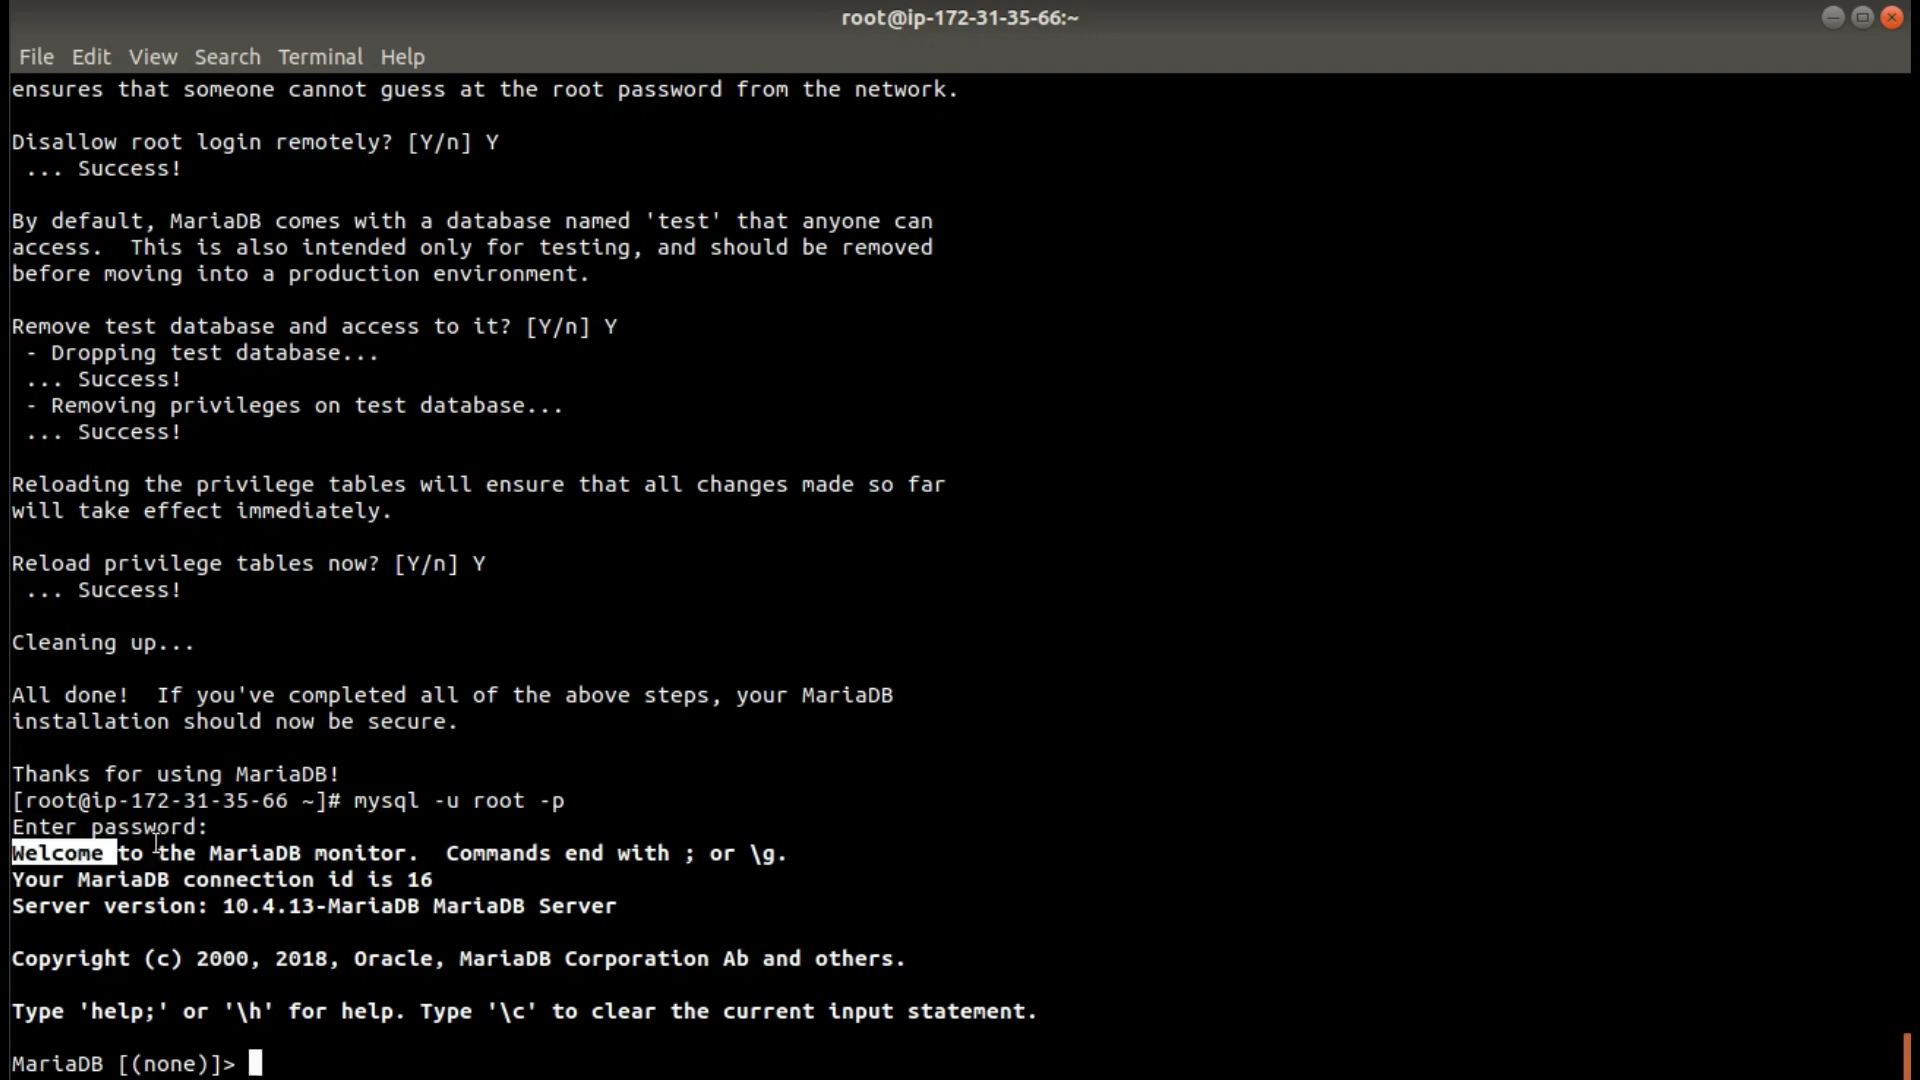 root@ip-172-31-35-66:~
File Edit View Search Terminal Help
ensures that someone cannot guess at the root password from the network.
Disallow root login remotely? [Y/n] Y
 ... Success!
By default, MariaDB comes with a database named 'test' that anyone can
access.  This is also intended only for testing, and should be removed
before moving into a production environment.
Remove test database and access to it? [Y/n] Y
 - Dropping test database...
 ... Success!
 - Removing privileges on test database...
 ... Success!
Reloading the privilege tables will ensure that all changes made so far
will take effect immediately.
Reload privilege tables now? [Y/n] Y
 ... Success!
Cleaning up...
All done!  If you've completed all of the above steps, your MariaDB
installation should now be secure.
Thanks for using MariaDB!
[root@ip-172-31-35-66 ~]# mysql -u root -p
Enter password:
Welcome to the MariaDB monitor.  Commands end with ; or \g.
Your MariaDB connection id is 16
Server version: 10.4.13-MariaDB MariaDB Server
Copyright (c) 2000, 2018, Oracle, MariaDB Corporation Ab and others.
Type 'help;' or '\h' for help. Type '\c' to clear the current input statement.
MariaDB [(none)]>